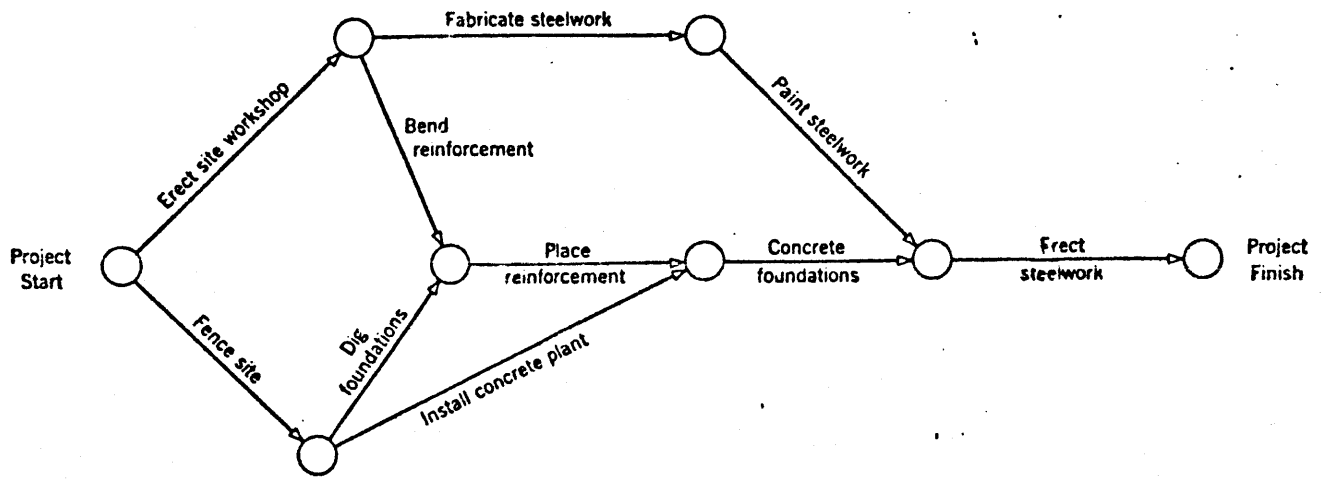 Fabricate steelwork
Erect site workshop
Bend
reinforcement
Paint steelwork
Project
Start
Place
reinforcement
Concrete
foundations
Erect
steelwork
Project
Finish
Fence site
Dig
foundations
Install concrete plant